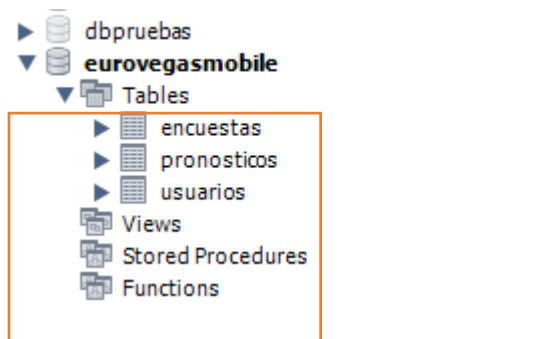 dbpruebas
eurovegasmobile
Tables
encuestas
pronosticos
usuarios
Views
Stored Procedures
Functions